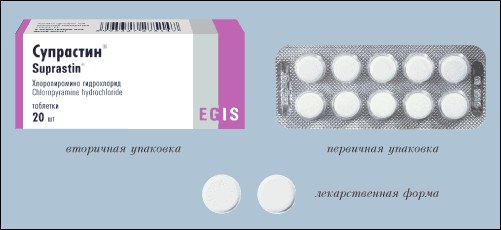 Супрастин®
Suprastin®
Хлоропирамина гидрохлорид
Chloropyramine hydrochloride
таблетки
20 шт
EGIS
вторичная упаковка
первичная упаковка
лекарственная форма